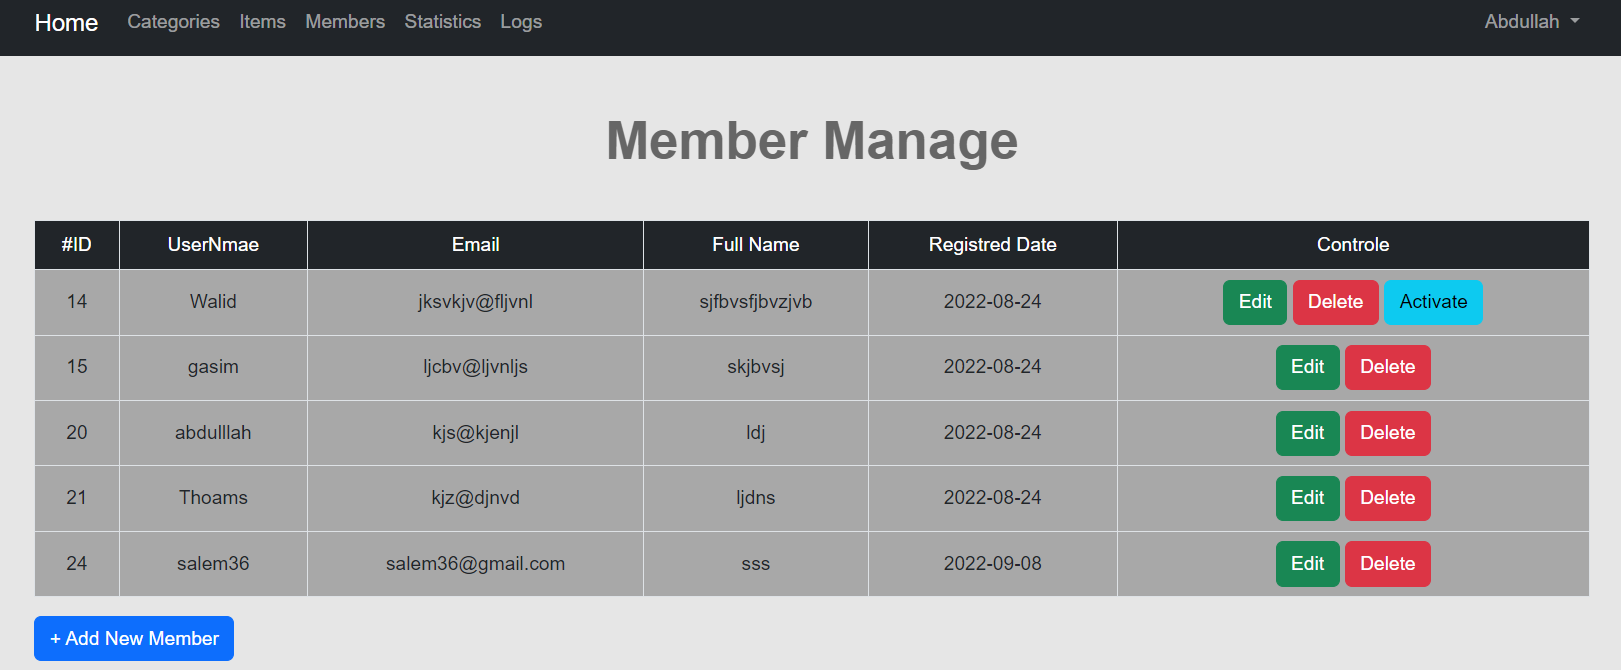 Home Categories Items Members Statistics Logs Abdullah
Member Manage
#ID UserNmae Email Full Name Registred Date Controle
14 Walid jksvkjv@fljvnl sjfbvsfjbvzjvb 2022-08-24 Edit Delete Activate
15 gasim ljcbv@ljvnljs skjbvsj 2022-08-24 Edit Delete
20 abdulllah kjs@kjenjl ldj 2022-08-24 Edit Delete
21 Thoams kjz@djnvd ljdns 2022-08-24 Edit Delete
24 salem36 salem36@gmail.com sss 2022-09-08 Edit Delete
+ Add New Member